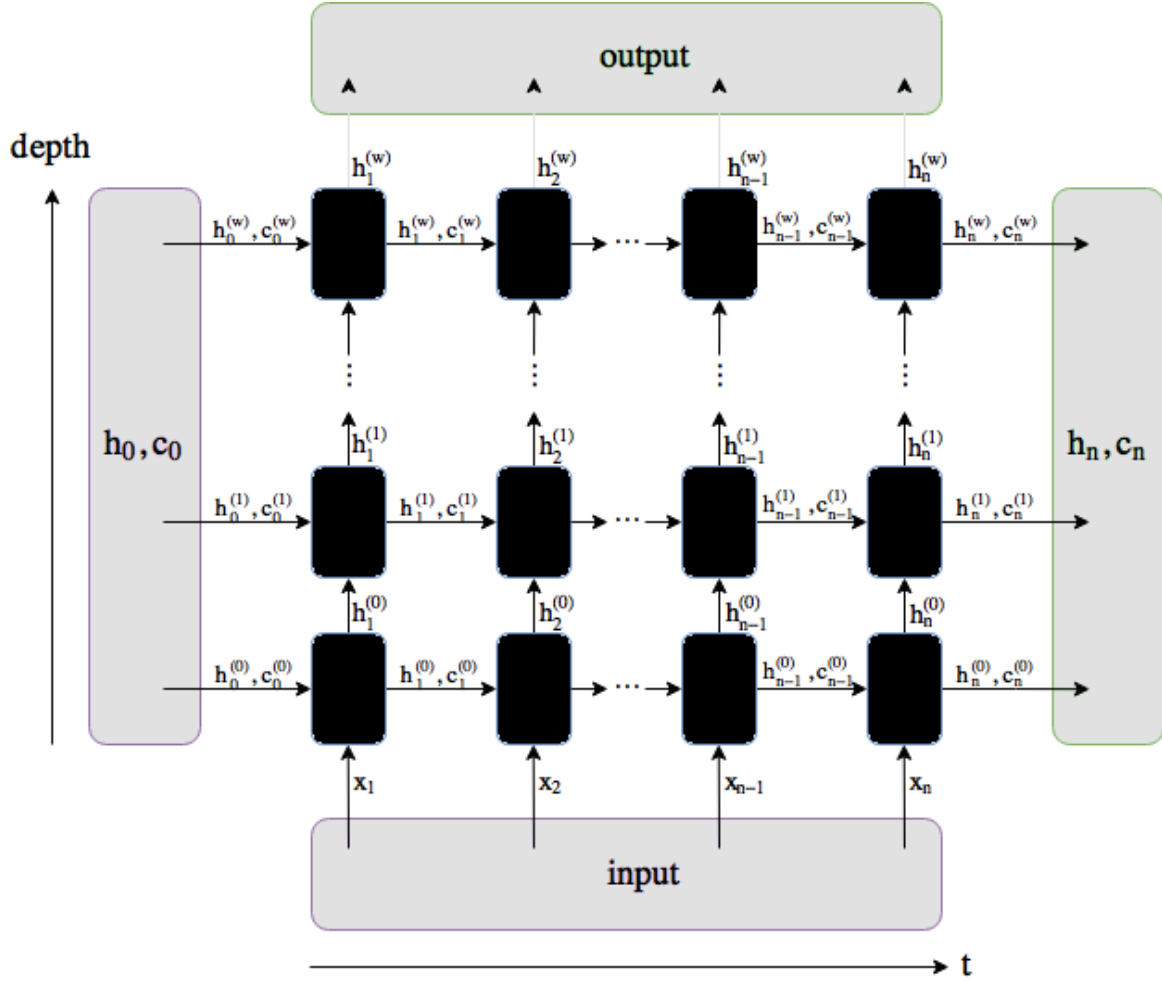 output
depth
h₁⁽ʷ⁾ h₂⁽ʷ⁾ hₙ₋₁⁽ʷ⁾ hₙ⁽ʷ⁾
h₀⁽ʷ⁾, c₀⁽ʷ⁾ h₁⁽ʷ⁾, c₁⁽ʷ⁾ ... hₙ₋₁⁽ʷ⁾, cₙ₋₁⁽ʷ⁾ hₙ⁽ʷ⁾, cₙ⁽ʷ⁾
... ... ... ...
h₁⁽¹⁾ h₂⁽¹⁾ hₙ₋₁⁽¹⁾ hₙ⁽¹⁾
h₀, c₀ hₙ, cₙ
h₀⁽¹⁾, c₀⁽¹⁾ h₁⁽¹⁾, c₁⁽¹⁾ ... hₙ₋₁⁽¹⁾, cₙ₋₁⁽¹⁾ hₙ⁽¹⁾, cₙ⁽¹⁾
h₁⁽⁰⁾ h₂⁽⁰⁾ hₙ₋₁⁽⁰⁾ hₙ⁽⁰⁾
h₀⁽⁰⁾, c₀⁽⁰⁾ h₁⁽⁰⁾, c₁⁽⁰⁾ ... hₙ₋₁⁽⁰⁾, cₙ₋₁⁽⁰⁾ hₙ⁽⁰⁾, cₙ⁽⁰⁾
x₁ x₂ xₙ₋₁ xₙ
input
t